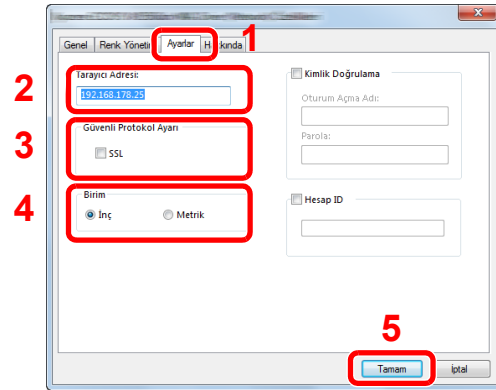 Genel Renk Yönetim Ayarlar Hakkında 1
2 Tarayıcı Adresi:
192.168.178.25
3 Güvenli Protokol Ayarı
SSL
4 Birim
İnç Metrik
Kimlik Doğrulama
Oturum Açma Adı:
Parola:
Hesap ID
5
Tamam İptal